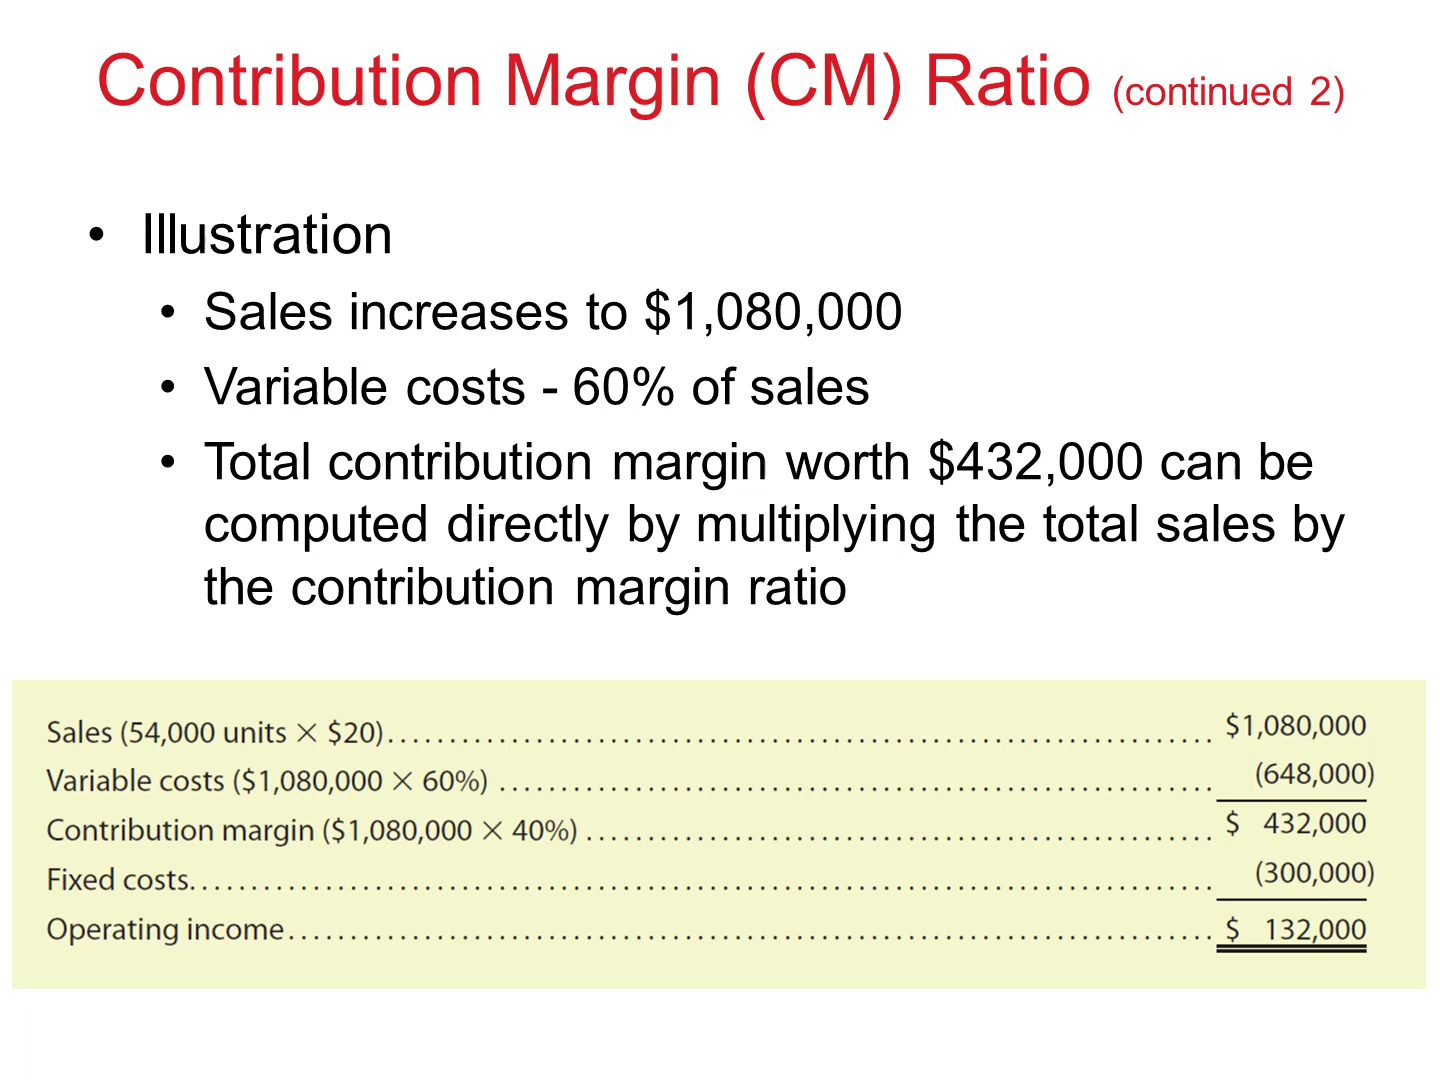 Contribution Margin (CM) Ratio (continued 2)
• Illustration
• Sales increases to $1,080,000
• Variable costs - 60% of sales
• Total contribution margin worth $432,000 can be
computed directly by multiplying the total sales by
the contribution margin ratio
Sales (54,000 units × $20)........ $1,080,000
Variable costs ($1,080,000 × 60%) ........ (648,000)
Contribution margin ($1,080,000 × 40%) ........ $ 432,000
Fixed costs........ (300,000)
Operating income........ $ 132,000